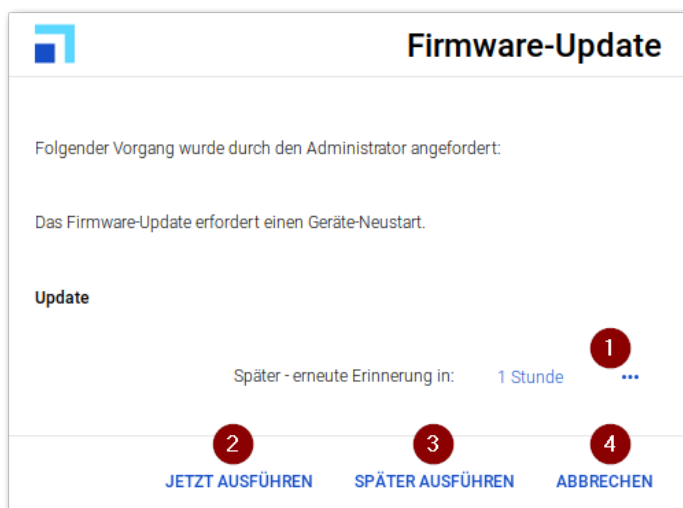 Firmware-Update
Folgender Vorgang wurde durch den Administrator angefordert:
Das Firmware-Update erfordert einen Geräte-Neustart.
Update
1
Später - erneute Erinnerung in: 1 Stunde ...
2 3 4
JETZT AUSFÜHREN SPÄTER AUSFÜHREN ABBRECHEN